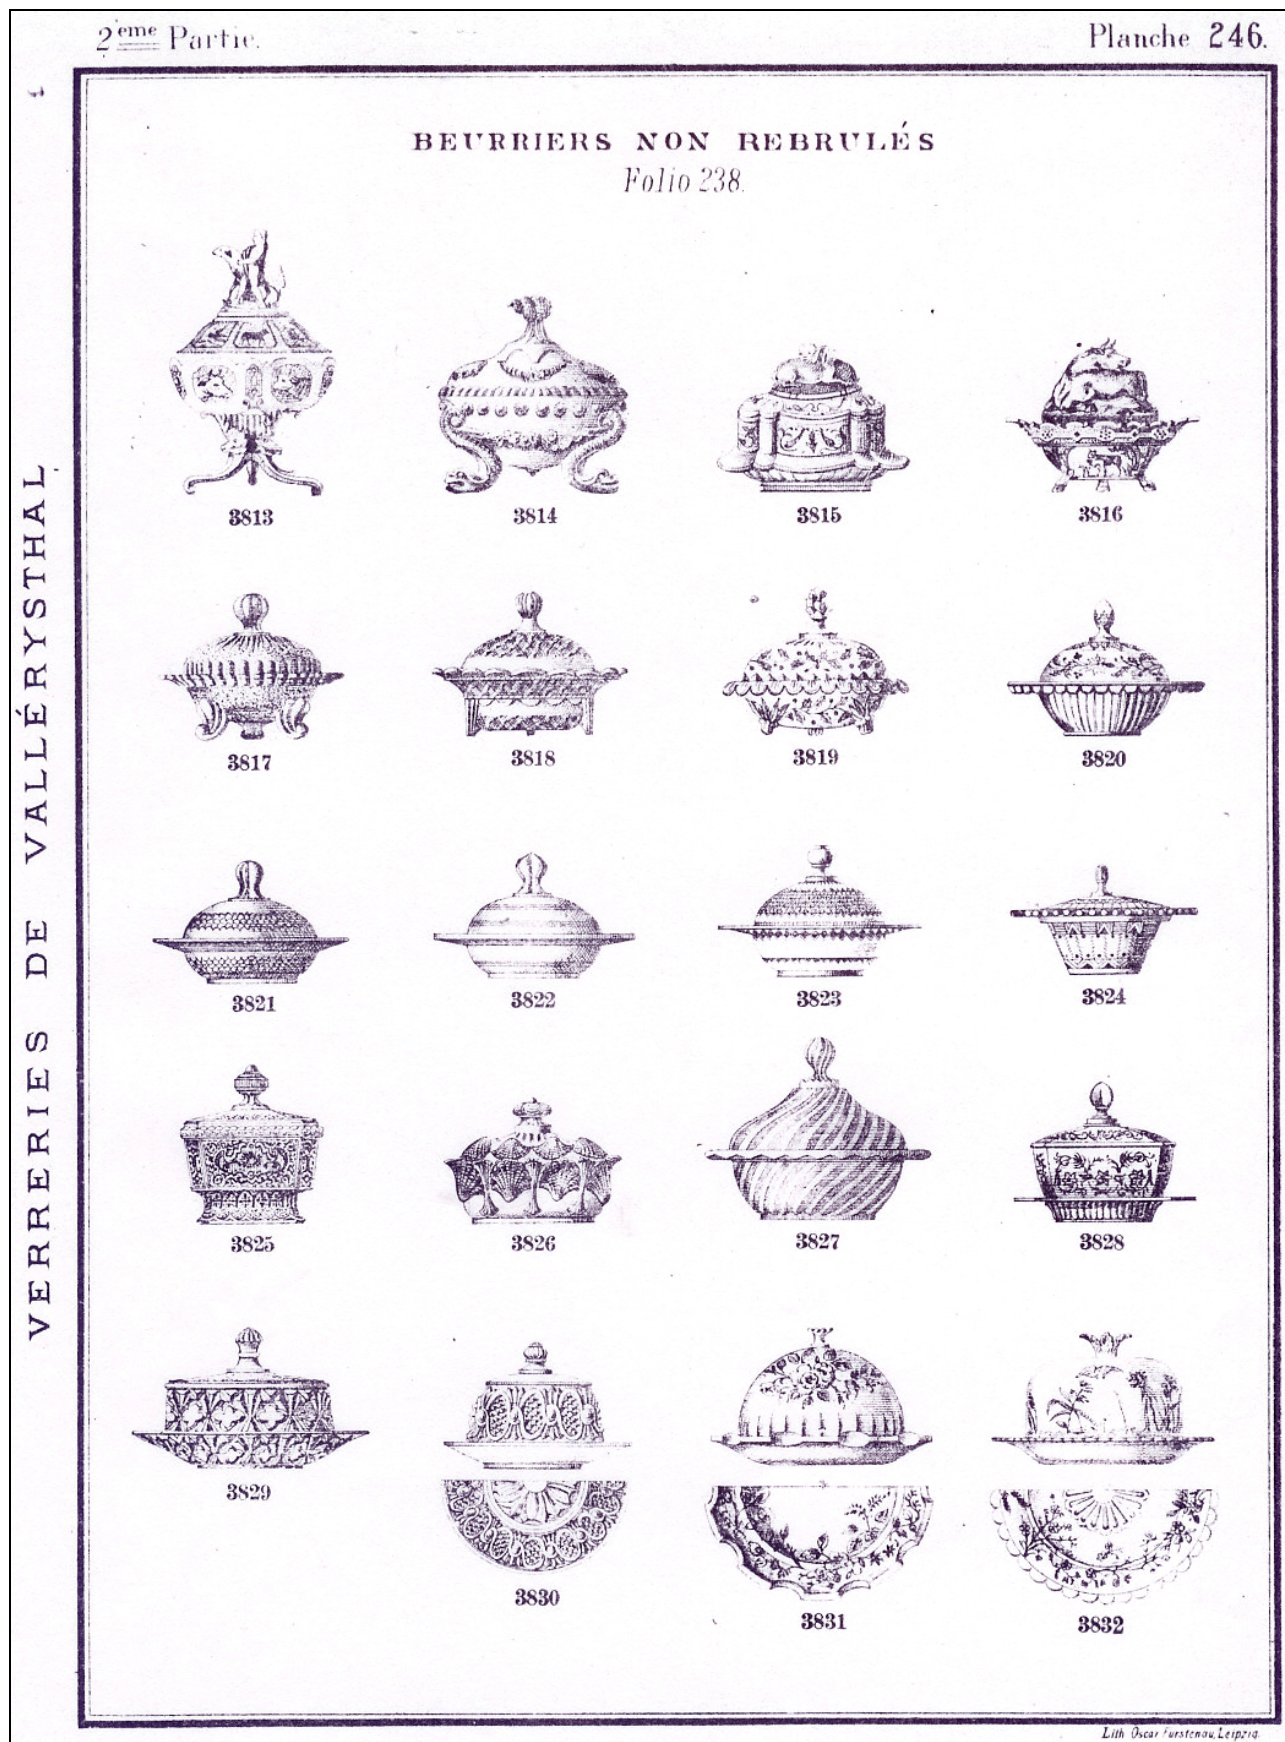 2ème Partie.
Planche 246.
BEURRIERS NON REBRULÉS
Folio 238.
VERRERIES DE VALLÉRYSTHAL
3813 3814 3815 3816
3817 3818 3819 3820
3821 3822 3823 3824
3825 3826 3827 3828
3829 3830 3831 3832
Lith Oscar Fürstenau, Leipzig.